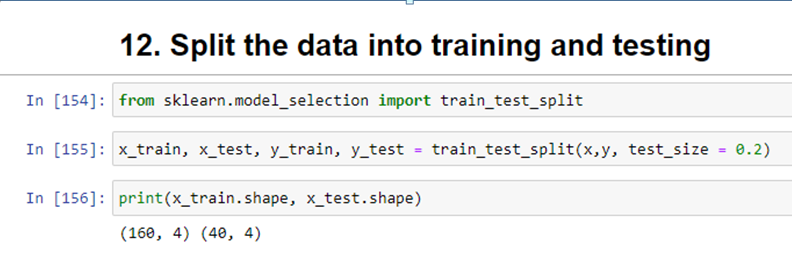 12. Split the data into training and testing
In [154]: from sklearn.model_selection import train_test_split
In [155]: x_train, x_test, y_train, y_test = train_test_split(x,y, test_size = 0.2)
In [156]: print(x_train.shape, x_test.shape)
(160, 4) (40, 4)